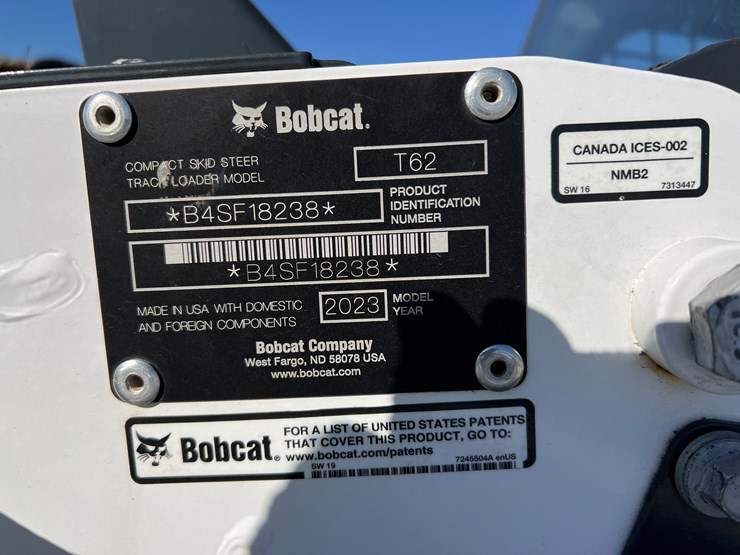 Bobcat.
COMPACT SKID STEER
TRACK LOADER MODEL
T62
*B4SF18238*
PRODUCT
IDENTIFICATION
NUMBER
*B4SF18238*
MADE IN USA WITH DOMESTIC
AND FOREIGN COMPONENTS
2023
MODEL
YEAR
Bobcat Company
West Fargo, ND 58078 USA
www.bobcat.com
CANADA ICES-002
NMB2
SW 16 7313447
Bobcat.
FOR A LIST OF UNITED STATES PATENTS
THAT COVER THIS PRODUCT, GO TO:
www.bobcat.com/patents
SW 19 7245504A enUS